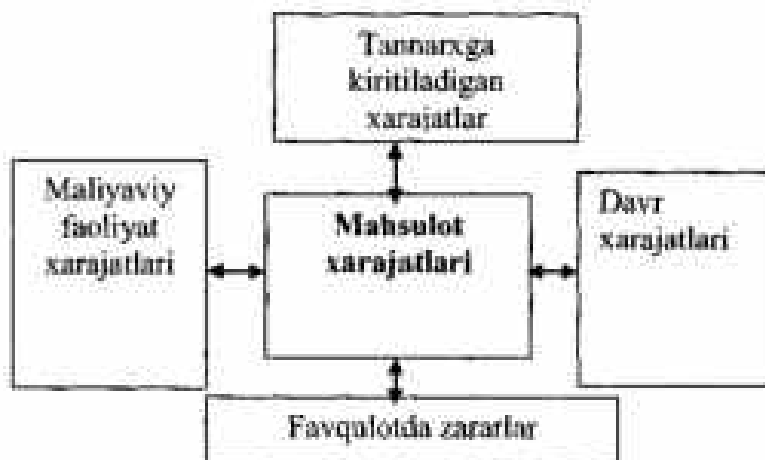 Tannarxga
kiritiladigan
xarajatlar
Maliyaviy
faoliyat
xarajatlari
Mahsulot
xarajatlari
Davr
xarajatlari
Favqulotda zararlar